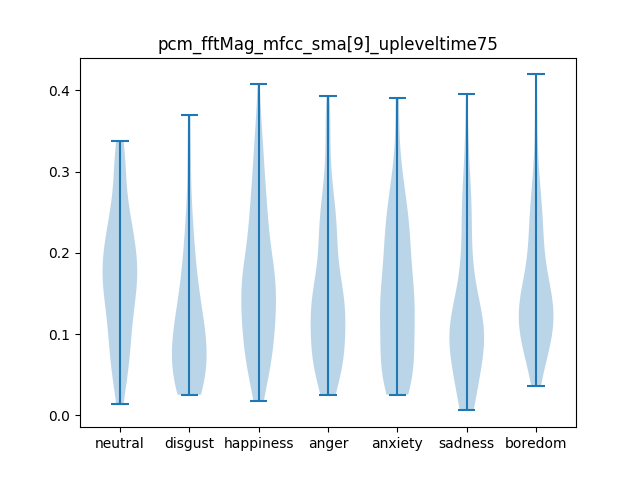 pcm_fftMag_mfcc_sma[9]_upleveltime75
0.4
0.3
0.2
0.1
0.0
neutral disgust happiness anger anxiety sadness boredom